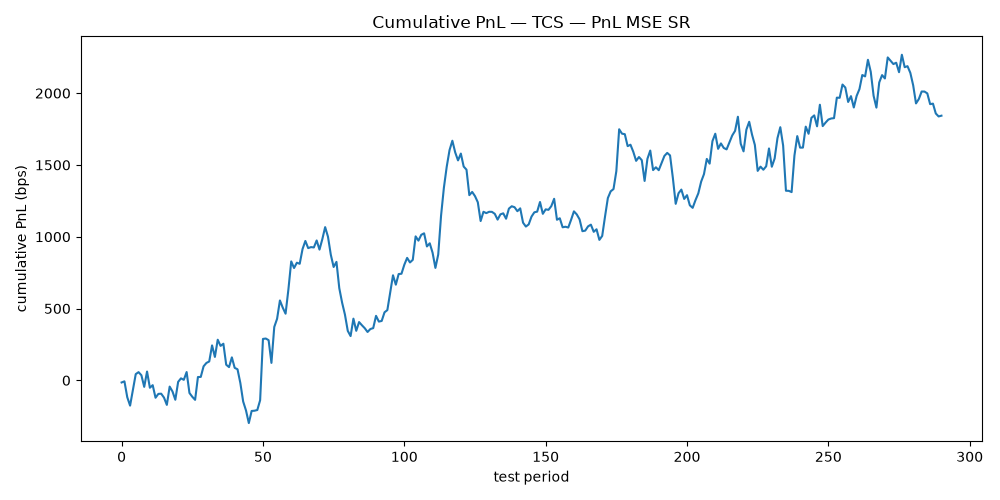 Cumulative PnL — TCS — PnL MSE SR
cumulative PnL (bps)
2000
1500
1000
500
0
0 50 100 150 200 250 300
test period